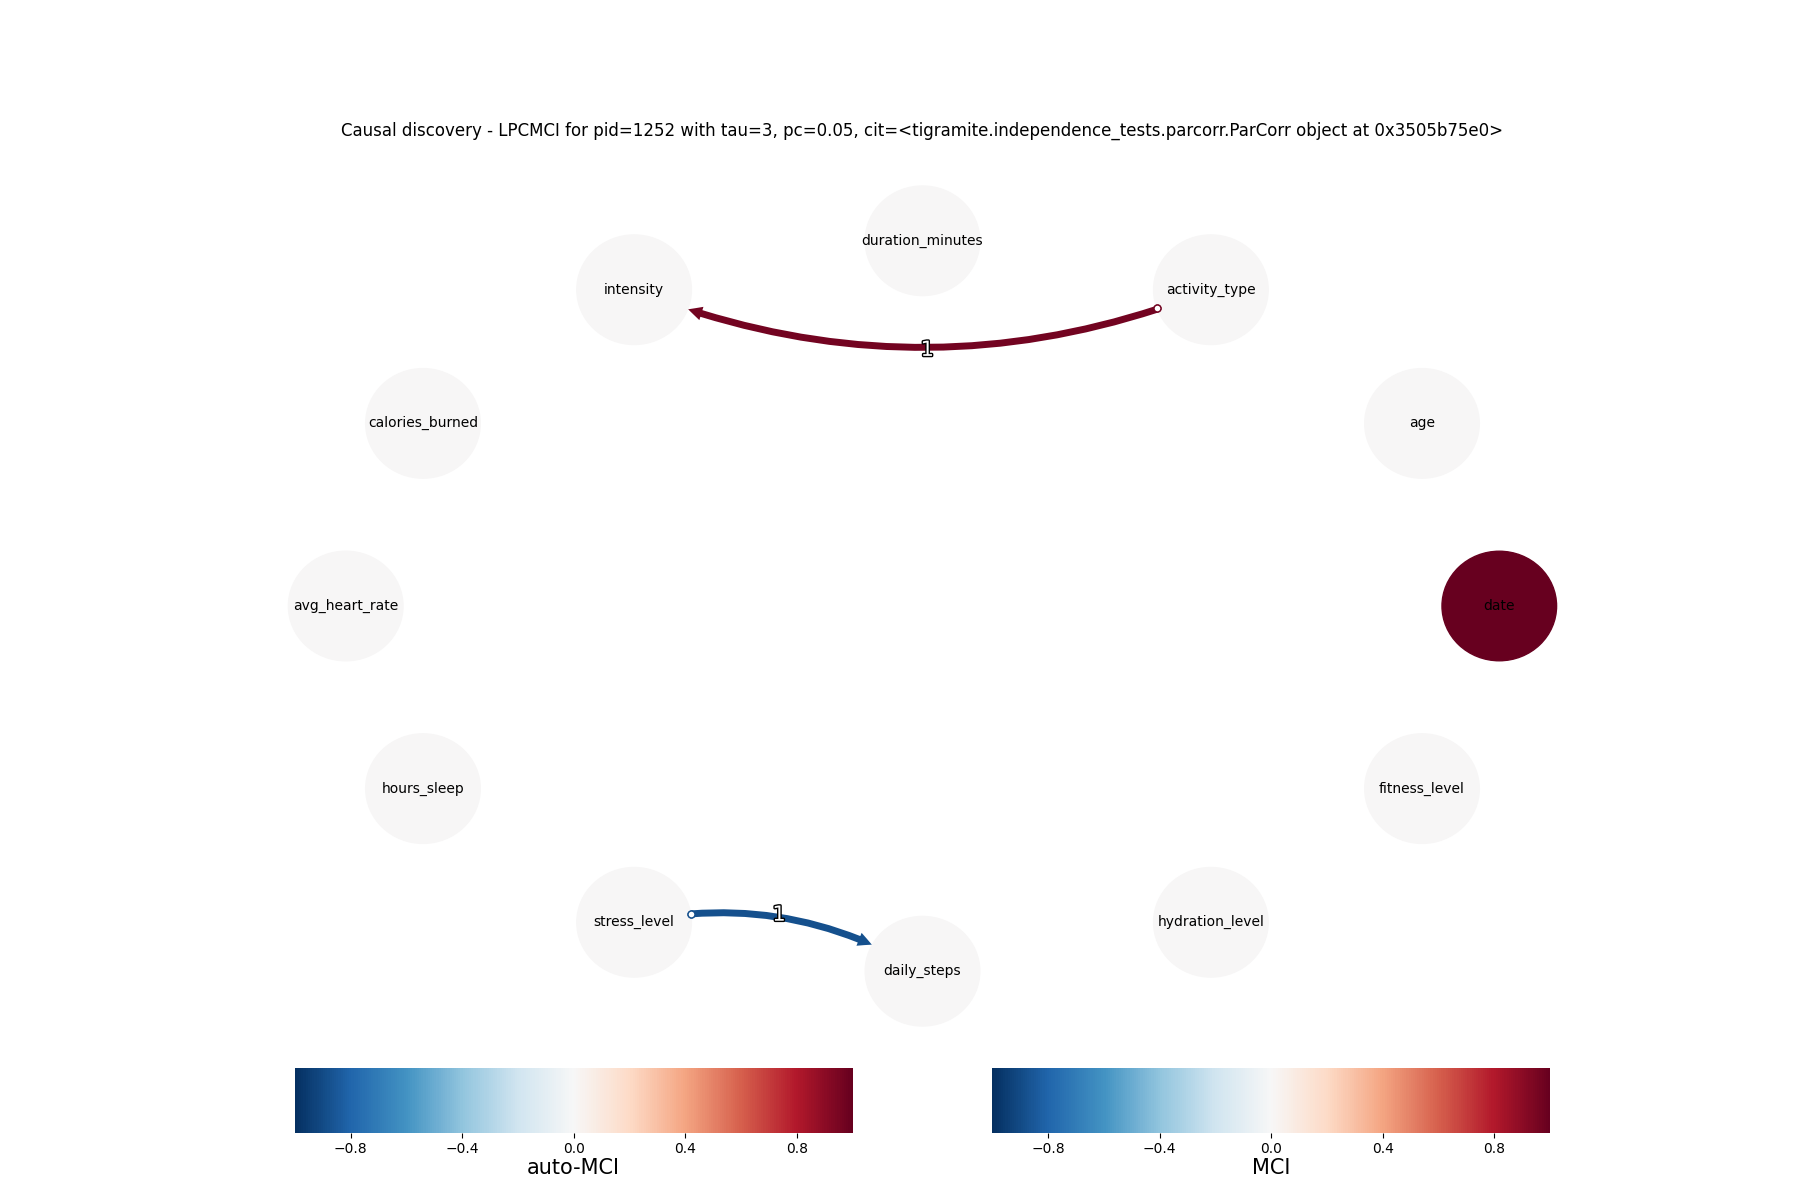 Causal discovery - LPCMCI for pid=1252 with tau=3, pc=0.05, cit=<tigramite.independence_tests.parcorr.ParCorr object at 0x3505b75e0>
duration_minutes
intensity
activity_type
1
calories_burned
age
avg_heart_rate
date
hours_sleep
fitness_level
stress_level
1
hydration_level
daily_steps
−0.8 −0.4 0.0 0.4 0.8
auto-MCI
−0.8 −0.4 0.0 0.4 0.8
MCI